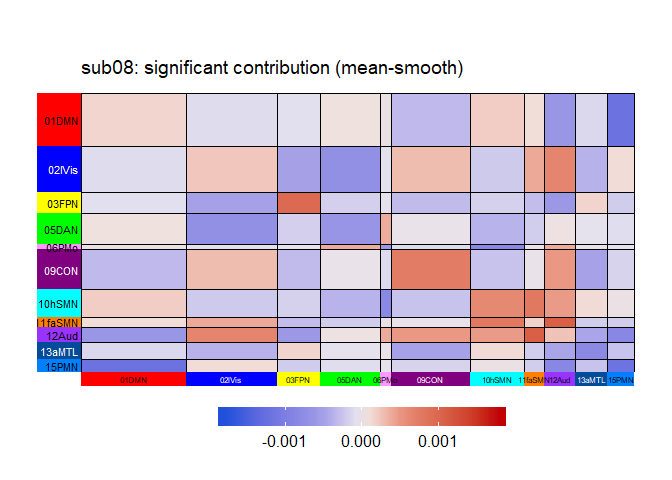 sub08: significant contribution (mean-smooth)
01DMN
02lVis
03FPN
05DAN
06PMo
09CON
10hSMN
11faSMN
12Aud
13aMTL
15PMN
01DMN 02lVis 03FPN 05DAN 06PMo 09CON 10hSMN 11faSMN 12Aud 13aMTL 15PMN
-0.001 0.000 0.001